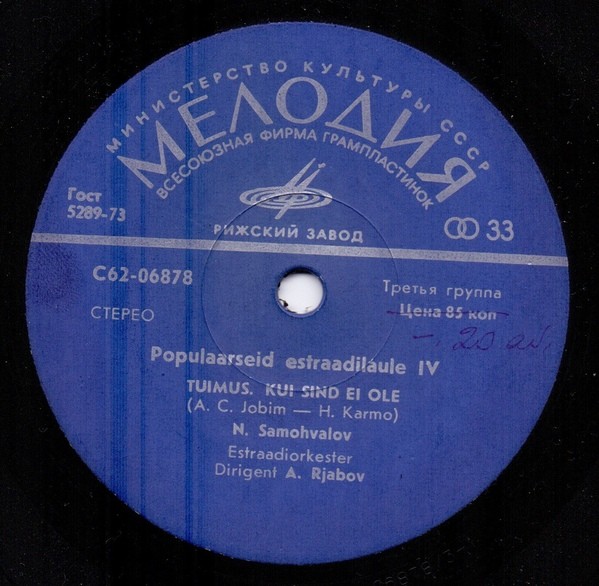 МИНИСТЕРСТВО КУЛЬТУРЫ СССР
МЕЛОДИЯ
ВСЕСОЮЗНАЯ ФИРМА ГРАМПЛАСТИНОК
Гост
5289-73
РИЖСКИЙ ЗАВОД
33
С62-06878
СТЕРЕО
Третья группа
Цена 85 коп
Populaarseid estraadilaule IV
TUIMUS. KUI SIND EI OLE
(A. C. Jobim — H. Karmo)
N. Samohvalov
Estraadiorkester
Dirigent A. Rjabov